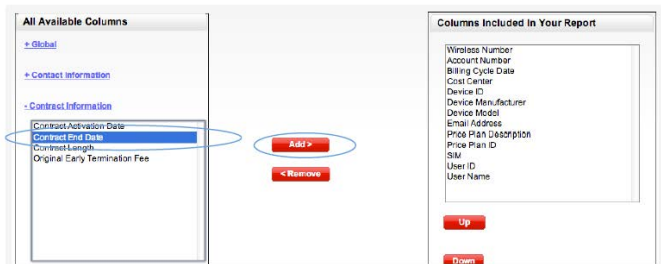 All Available Columns
+ Global
+ Contact Information
- Contract Information
Contract Activation Date
Contract End Date
Contract Length
Original Early Termination Fee
Add >
< Remove
Columns Included In Your Report
Wireless Number
Account Number
Billing Cycle Date
Cost Center
Device ID
Device Manufacturer
Device Model
Email Address
Price Plan Description
Price Plan ID
SIM
User ID
User Name
Up
Down